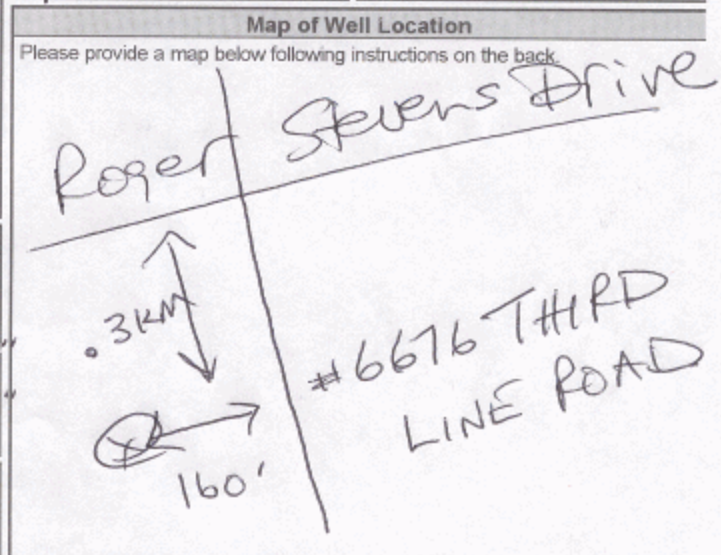 Map of Well Location
Please provide a map below following instructions on the back.
Roger Stevens Drive
.3KM
#6676 THIRD
LINE ROAD
160'